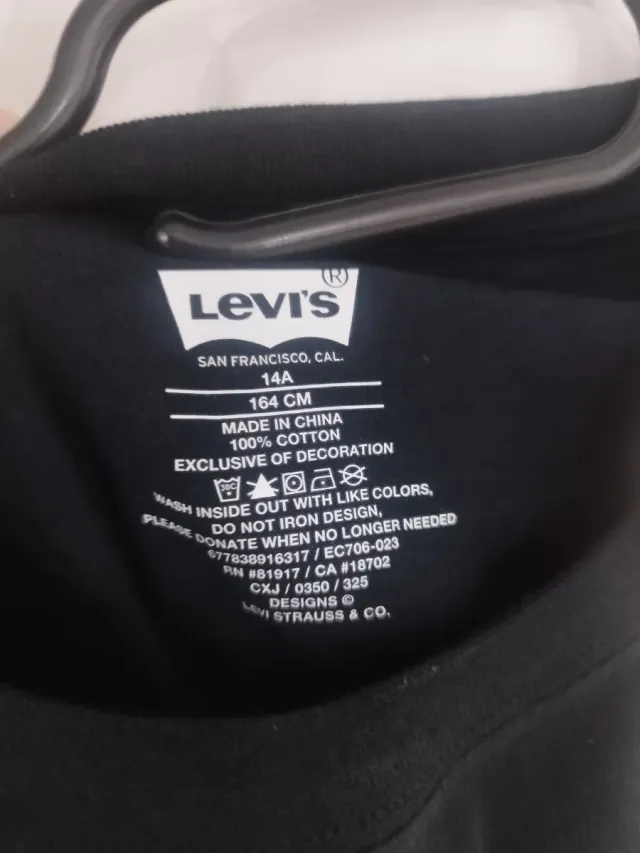 LEVI'S ®
SAN FRANCISCO, CAL.
14A
164 CM
MADE IN CHINA
100% COTTON
EXCLUSIVE OF DECORATION
30C
WASH INSIDE OUT WITH LIKE COLORS,
DO NOT IRON DESIGN,
PLEASE DONATE WHEN NO LONGER NEEDED
677838916317 / EC706-023
RN #81917 / CA #18702
CXJ / 0350 / 325
DESIGNS ©
LEVI STRAUSS & CO.